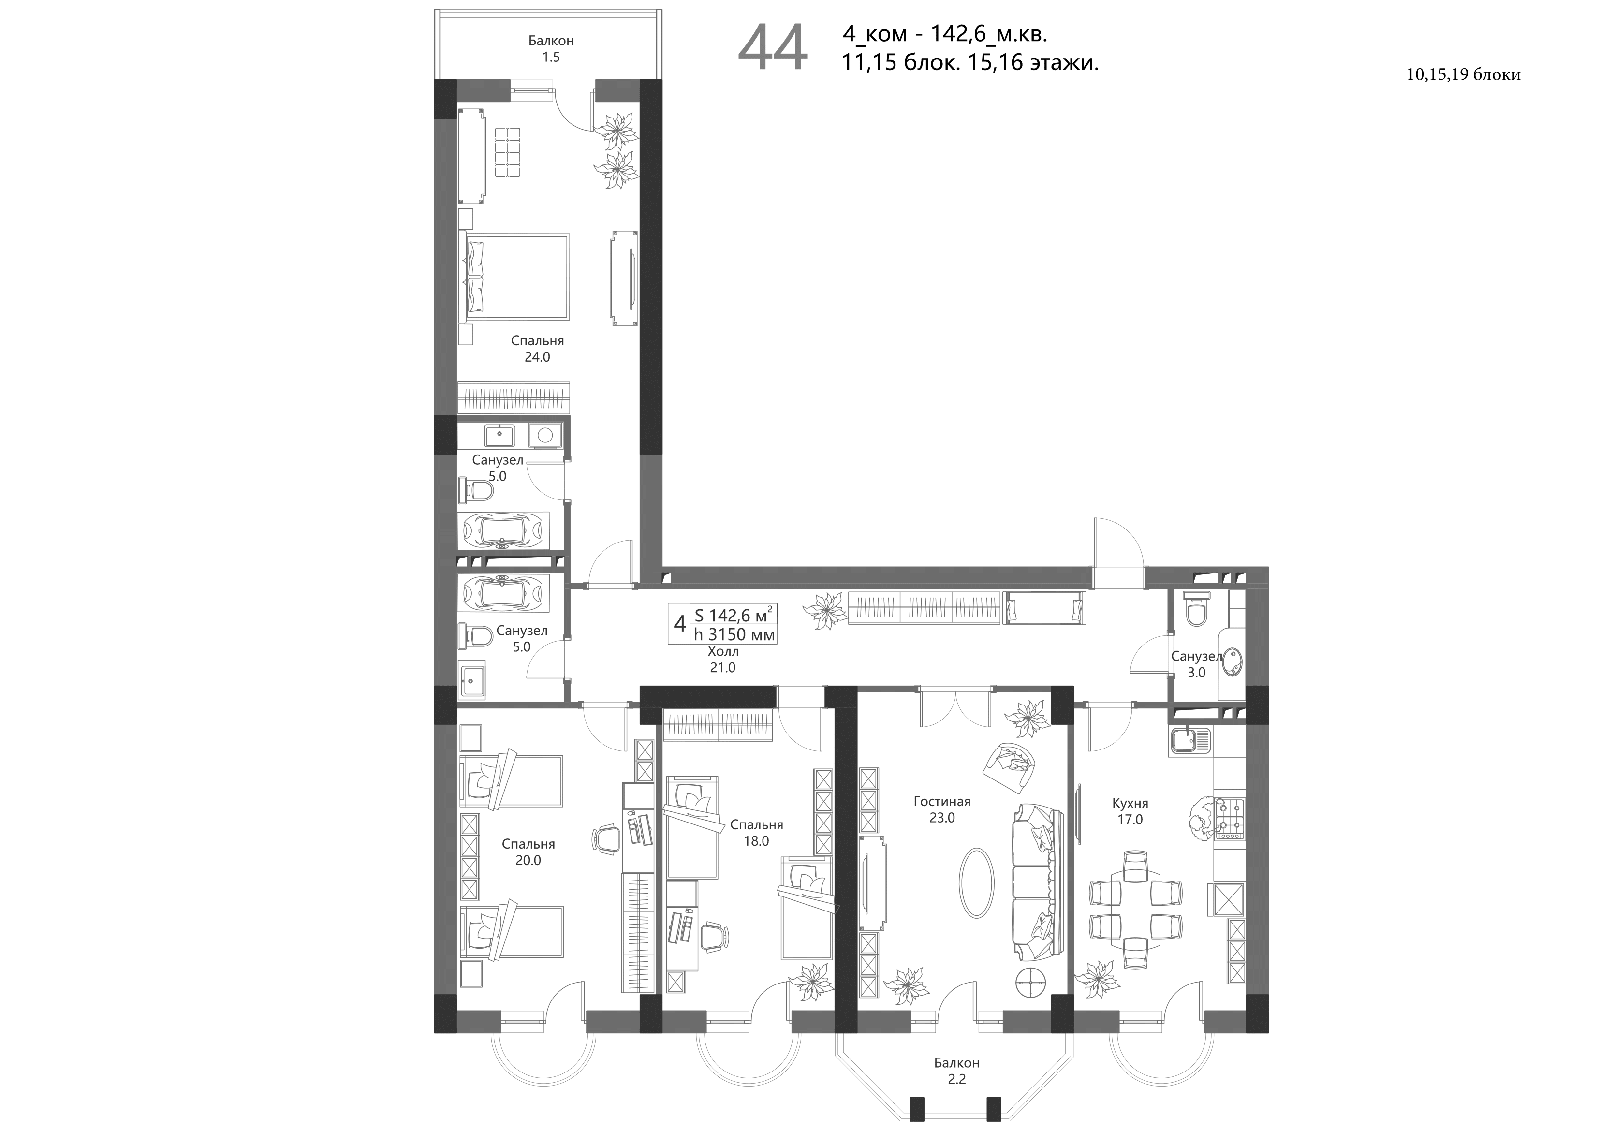 44
4_ком - 142,6_м.кв.
11,15 блок. 15,16 этажи.
10,15,19 блоки
Балкон
1.5
Спальня
24.0
Санузел
5.0
Санузел
5.0
4
S 142,6 м²
h 3150 мм
Холл
21.0
Санузел
3.0
Спальня
20.0
Спальня
18.0
Гостиная
23.0
Кухня
17.0
Балкон
2.2